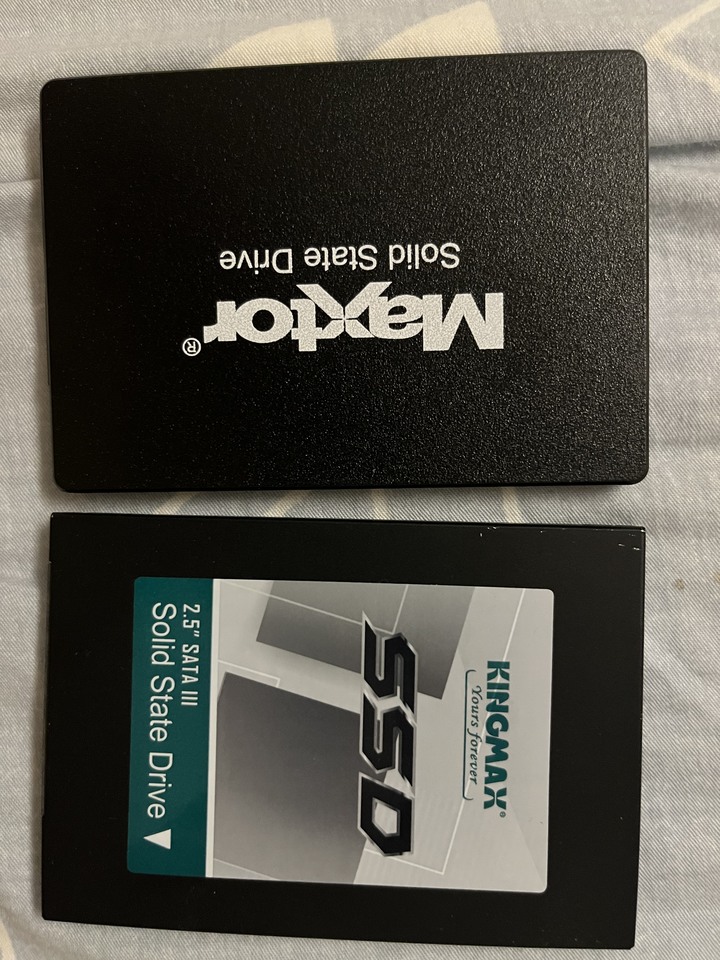 Maxtor®
Solid State Drive
KINGMAX®
Yours forever
SSD
2.5" SATA III
Solid State Drive